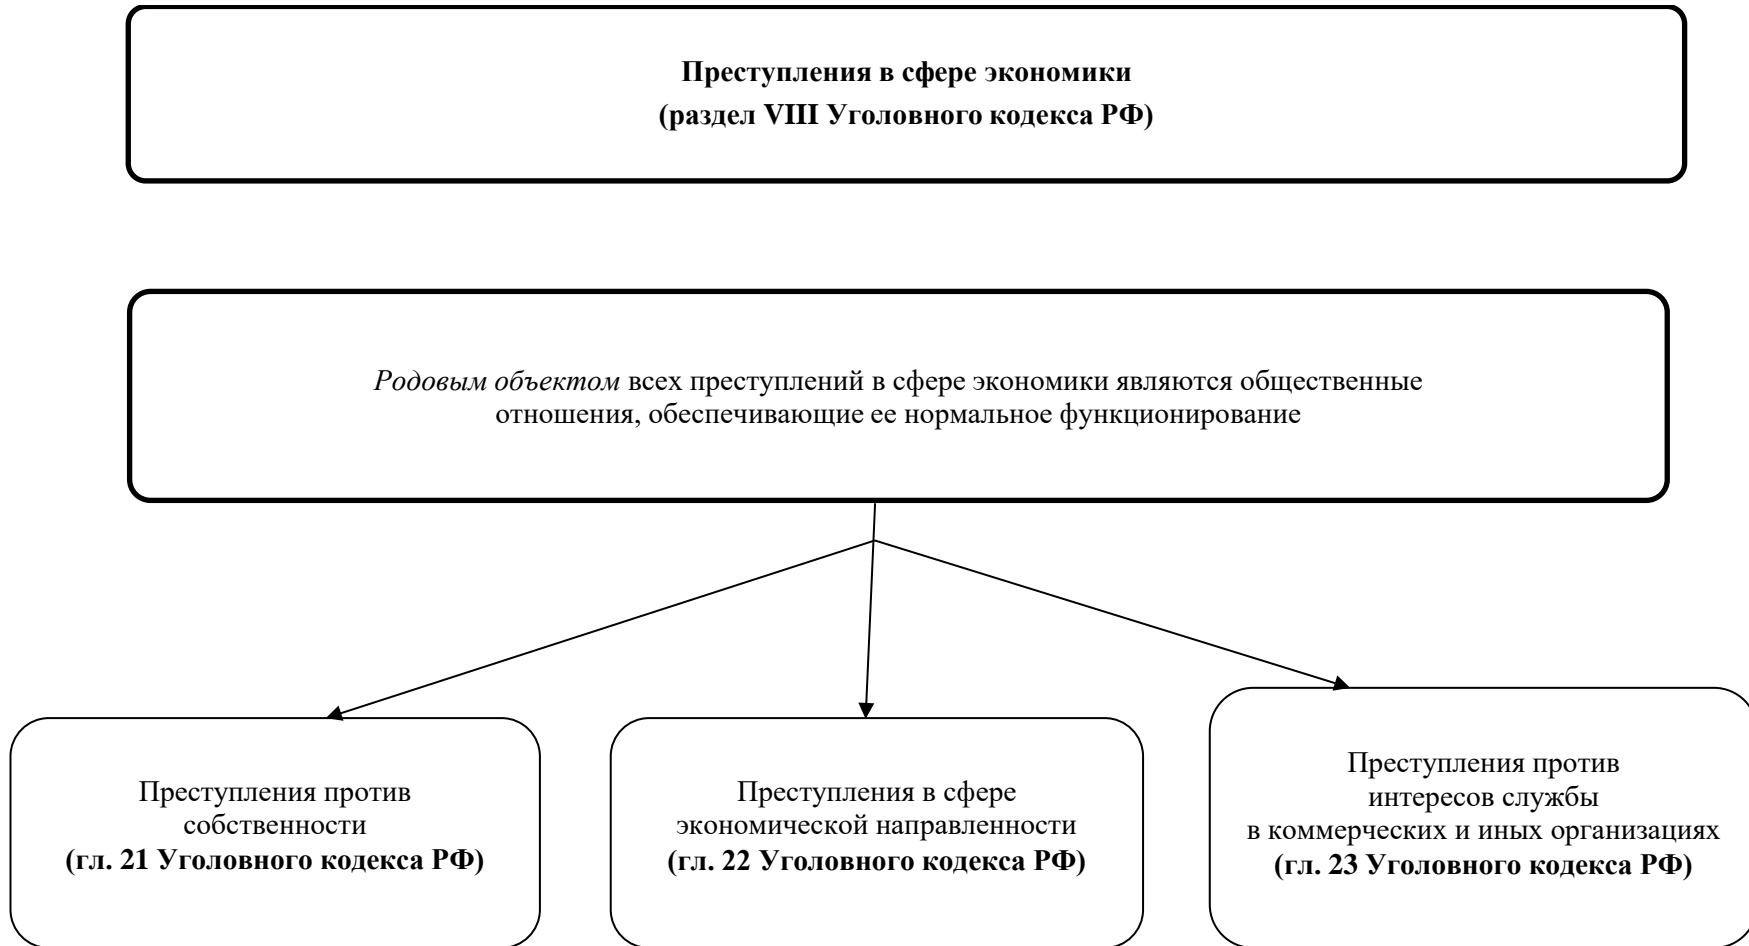 Преступления в сфере экономики
(раздел VIII Уголовного кодекса РФ)
Родовым объектом всех преступлений в сфере экономики являются общественные
отношения, обеспечивающие ее нормальное функционирование
Преступления против
собственности
(гл. 21 Уголовного кодекса РФ)
Преступления в сфере
экономической направленности
(гл. 22 Уголовного кодекса РФ)
Преступления против
интересов службы
в коммерческих и иных организациях
(гл. 23 Уголовного кодекса РФ)